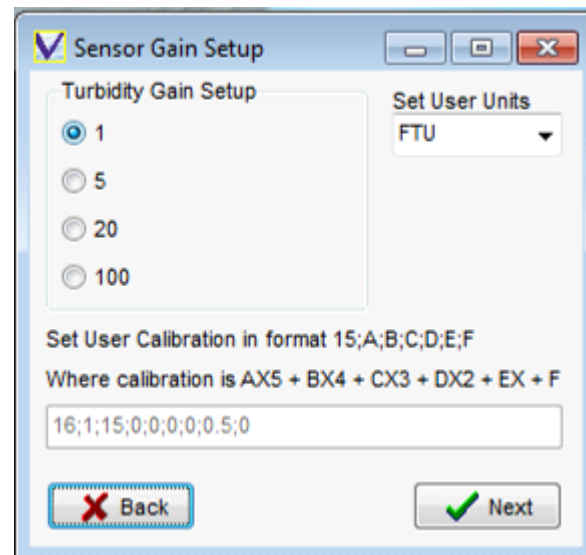 Sensor Gain Setup
Turbidity Gain Setup
Set User Units
1
FTU
5
20
100
Set User Calibration in format 15;A;B;C;D;E;F
Where calibration is AX5 + BX4 + CX3 + DX2 + EX + F
16;1;15;0;0;0;0;0.5;0
Back
Next